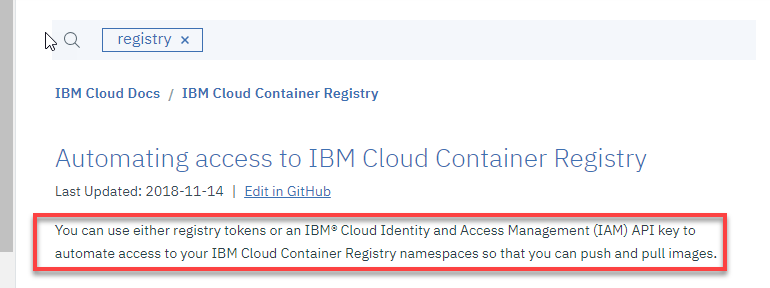 registry ×
IBM Cloud Docs / IBM Cloud Container Registry
Automating access to IBM Cloud Container Registry
Last Updated: 2018-11-14 | Edit in GitHub
You can use either registry tokens or an IBM® Cloud Identity and Access Management (IAM) API key to
automate access to your IBM Cloud Container Registry namespaces so that you can push and pull images.